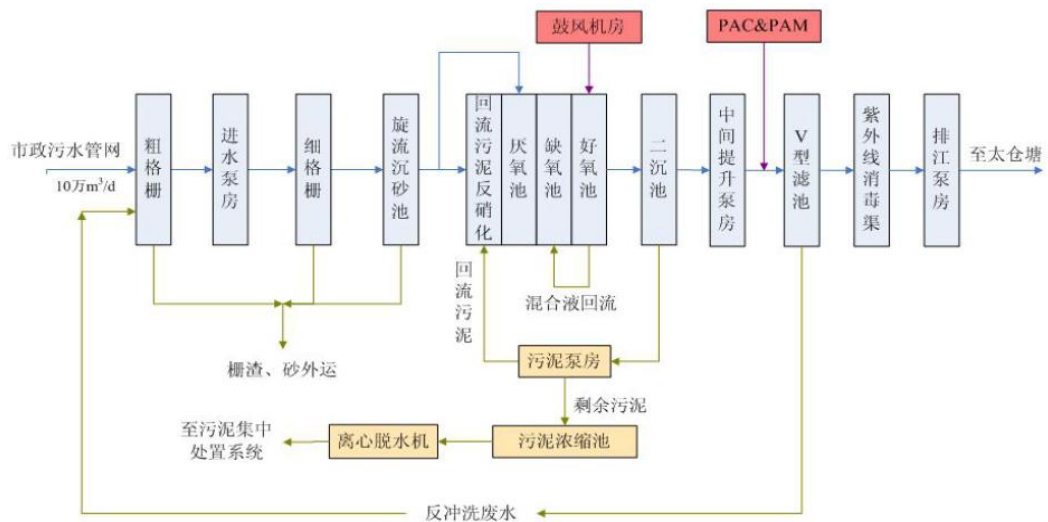 鼓风机房
PAC&PAM
市政污水管网
10万m³/d
粗格栅
进水泵房
细格栅
旋流沉砂池
回流污泥反硝化
厌氧池
缺氧池
好氧池
二沉池
中间提升泵房
V型滤池
紫外线消毒渠
排江泵房
至太仓塘
回流污泥
混合液回流
栅渣、砂外运
污泥泵房
剩余污泥
至污泥集中
处置系统
离心脱水机
污泥浓缩池
反冲洗废水